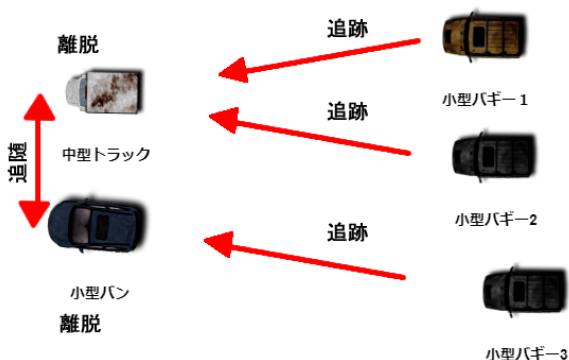 離脱
中型トラック
追随
小型バン
離脱
追跡
小型バギー１
追跡
小型バギー2
追跡
小型バギー3